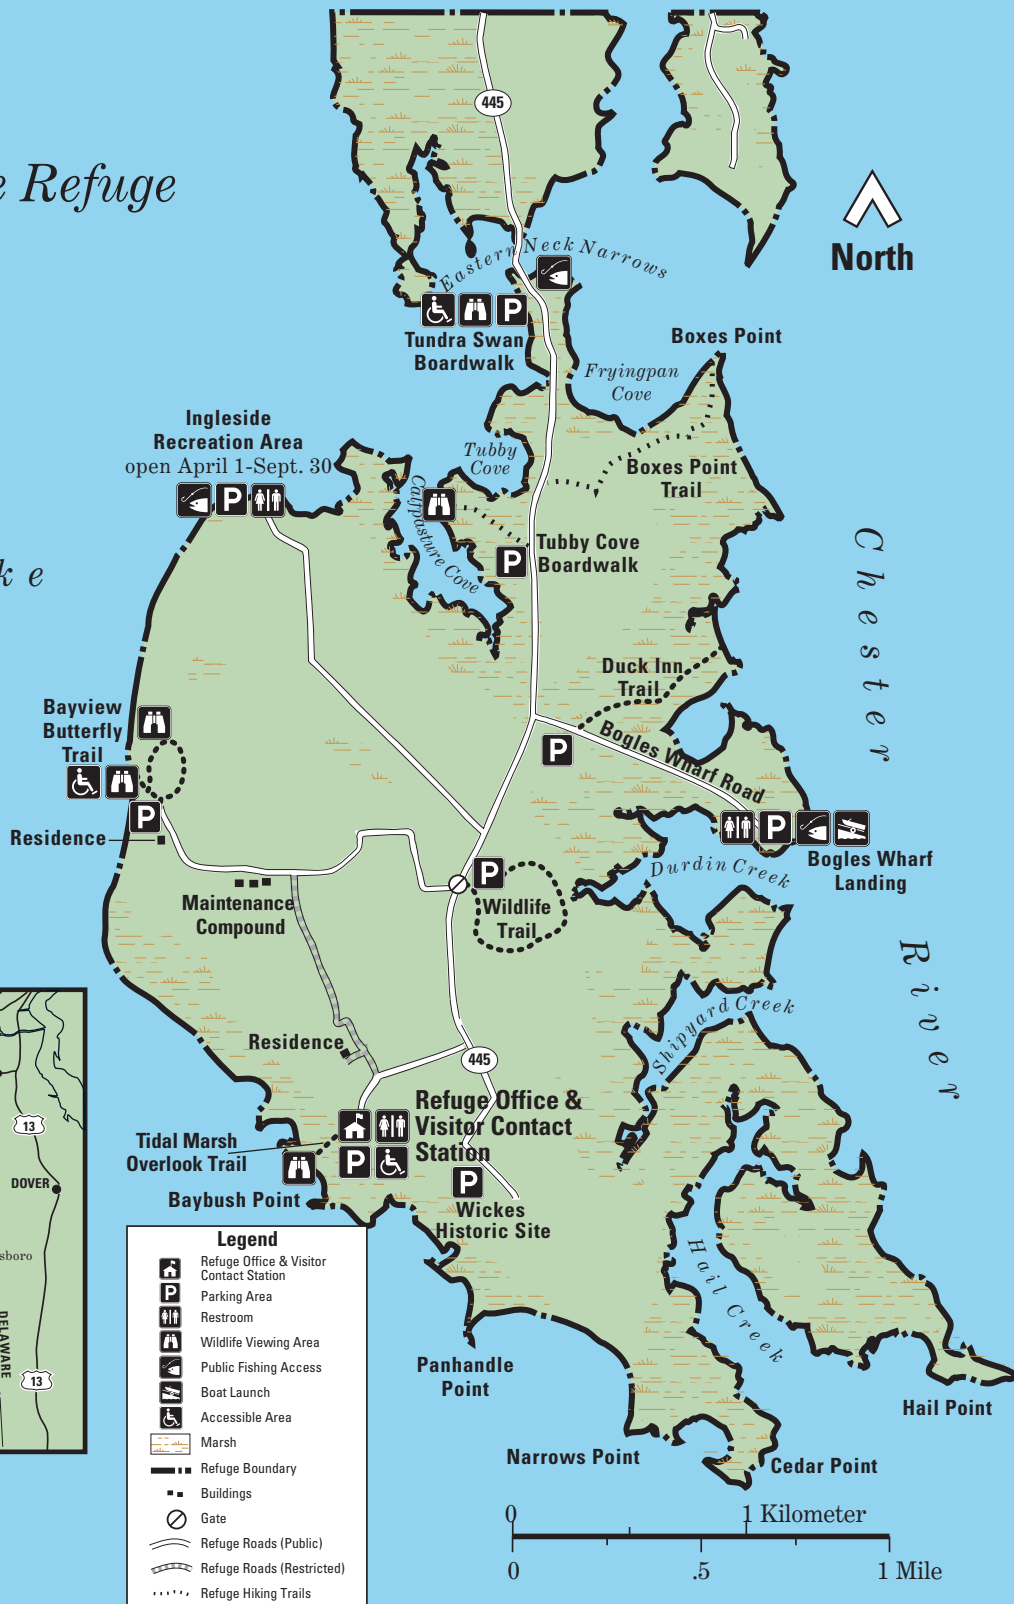 Refuge
445
North
Eastern Neck Narrows
P
Tundra Swan
Boardwalk
Boxes Point
Fryingpan
Cove
Ingleside
Recreation Area
open April 1-Sept. 30
P
Tubby
Cove
Boxes Point
Trail
Calfpasture Cove
P
Tubby Cove
Boardwalk
Chester River
Duck Inn
Trail
Bayview
Butterfly
Trail
P
Bogles Wharf Road
P
P
Bogles Wharf
Landing
Residence
Durdin Creek
P
Maintenance
Compound
Wildlife
Trail
Shipyard Creek
Residence
445
Refuge Office &
Visitor Contact
Station
Tidal Marsh
Overlook Trail
P
P
Baybush Point
Wickes
Historic Site
Hail Creek
13
DOVER
sboro
DELAWARE
13
Panhandle
Point
Hail Point
Narrows Point
Cedar Point
Legend
Refuge Office & Visitor
Contact Station
P Parking Area
Restroom
Wildlife Viewing Area
Public Fishing Access
Boat Launch
Accessible Area
Marsh
Refuge Boundary
Buildings
Gate
Refuge Roads (Public)
Refuge Roads (Restricted)
Refuge Hiking Trails
0 1 Kilometer
0 .5 1 Mile